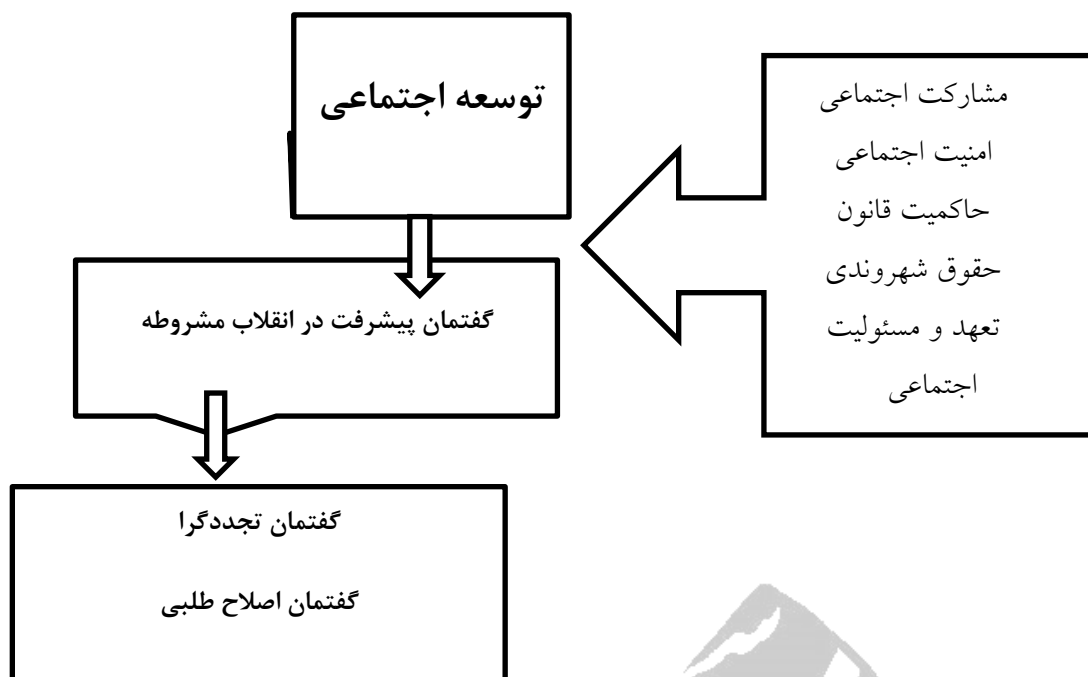 توسعه اجتماعی
مشارکت اجتماعی
امنیت اجتماعی
حاکمیت قانون
حقوق شهروندی
تعهد و مسئولیت
اجتماعی
گفتمان پیشرفت در انقلاب مشروطه
گفتمان تجددگرا
گفتمان اصلاح طلبی